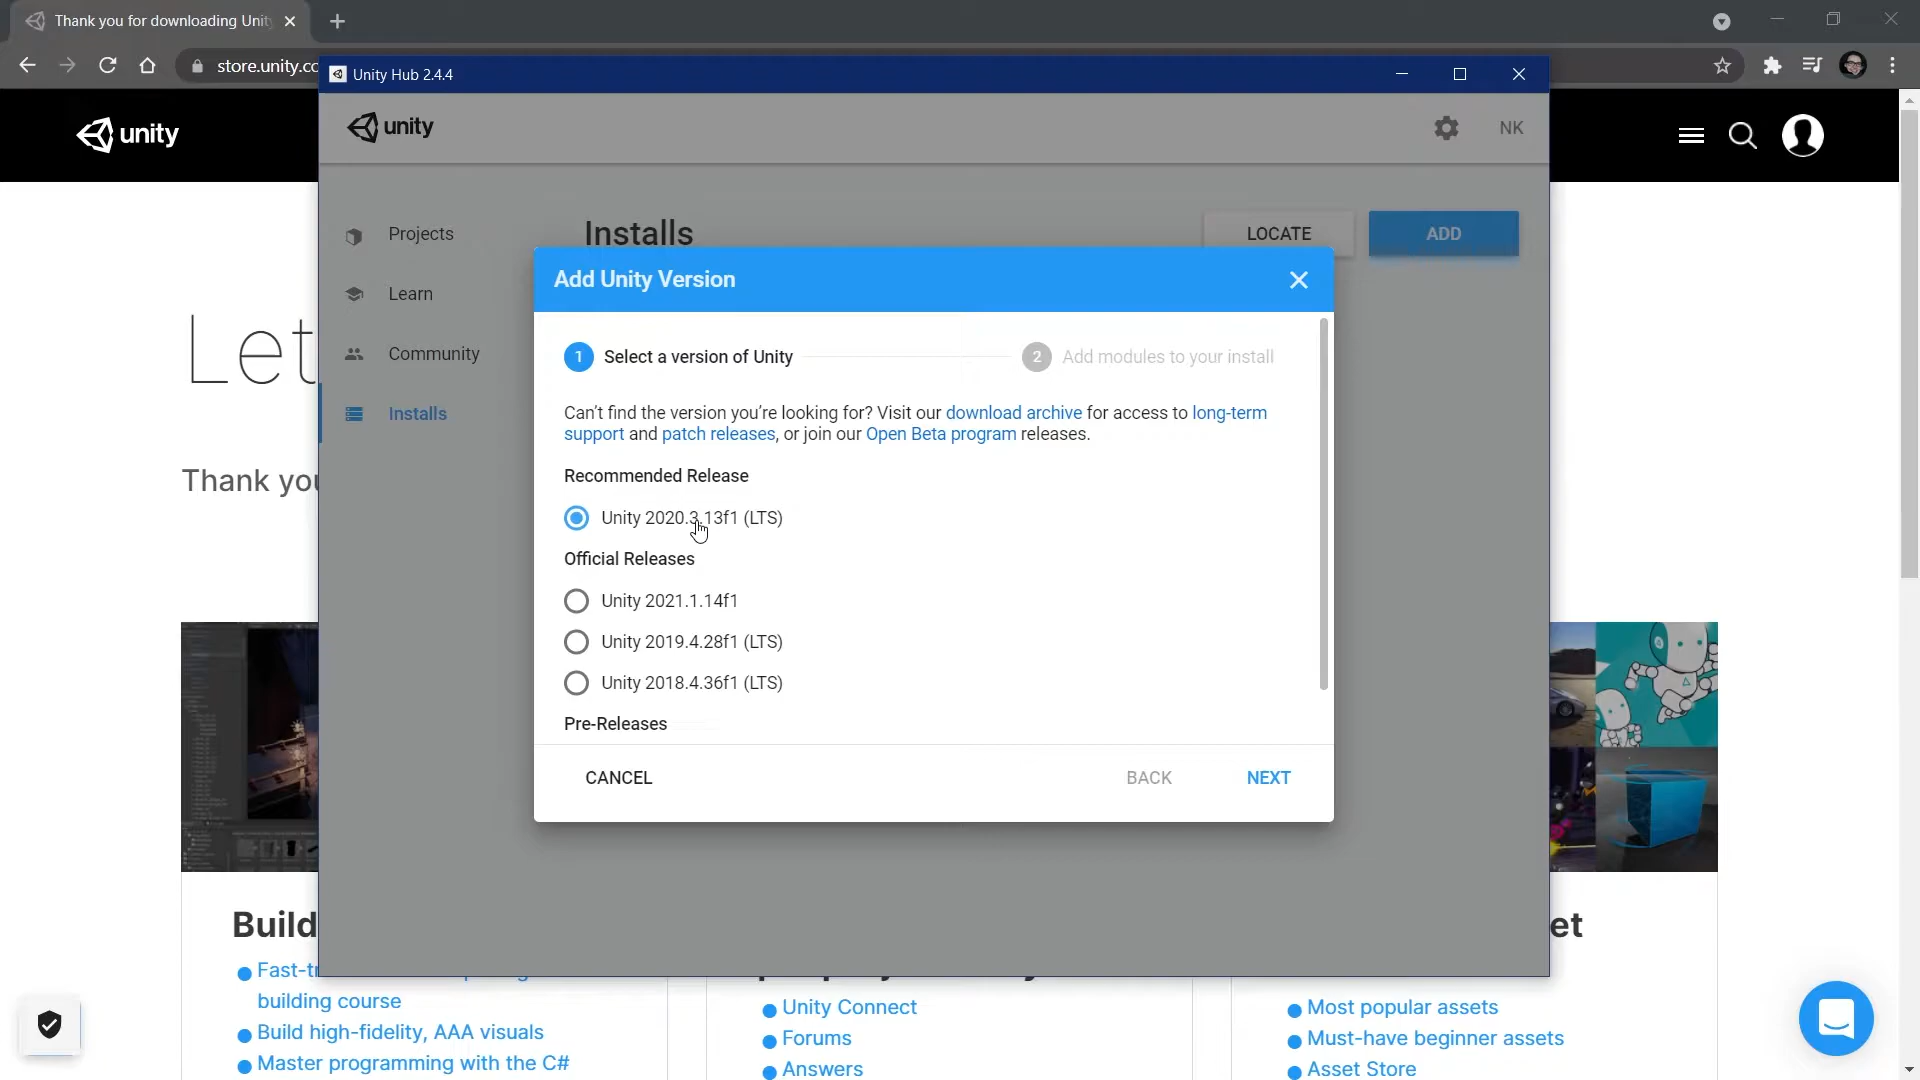 Thank you for downloading Unit
store.unity.cc
Unity Hub 2.4.4
unity
unity
NK
Projects
Learn
Community
Installs
Installs
LOCATE
ADD
Add Unity Version
1 Select a version of Unity
2 Add modules to your install
Can't find the version you're looking for? Visit our download archive for access to long-term
support and patch releases, or join our Open Beta program releases.
Recommended Release
Unity 2020.3.13f1 (LTS)
Official Releases
Unity 2021.1.14f1
Unity 2019.4.28f1 (LTS)
Unity 2018.4.36f1 (LTS)
Pre-Releases
CANCEL
BACK
NEXT
Let
Thank you
Build
Fast-t
building course
Build high-fidelity, AAA visuals
Master programming with the C#
Unity Connect
Forums
Answers
et
Most popular assets
Must-have beginner assets
Asset Store